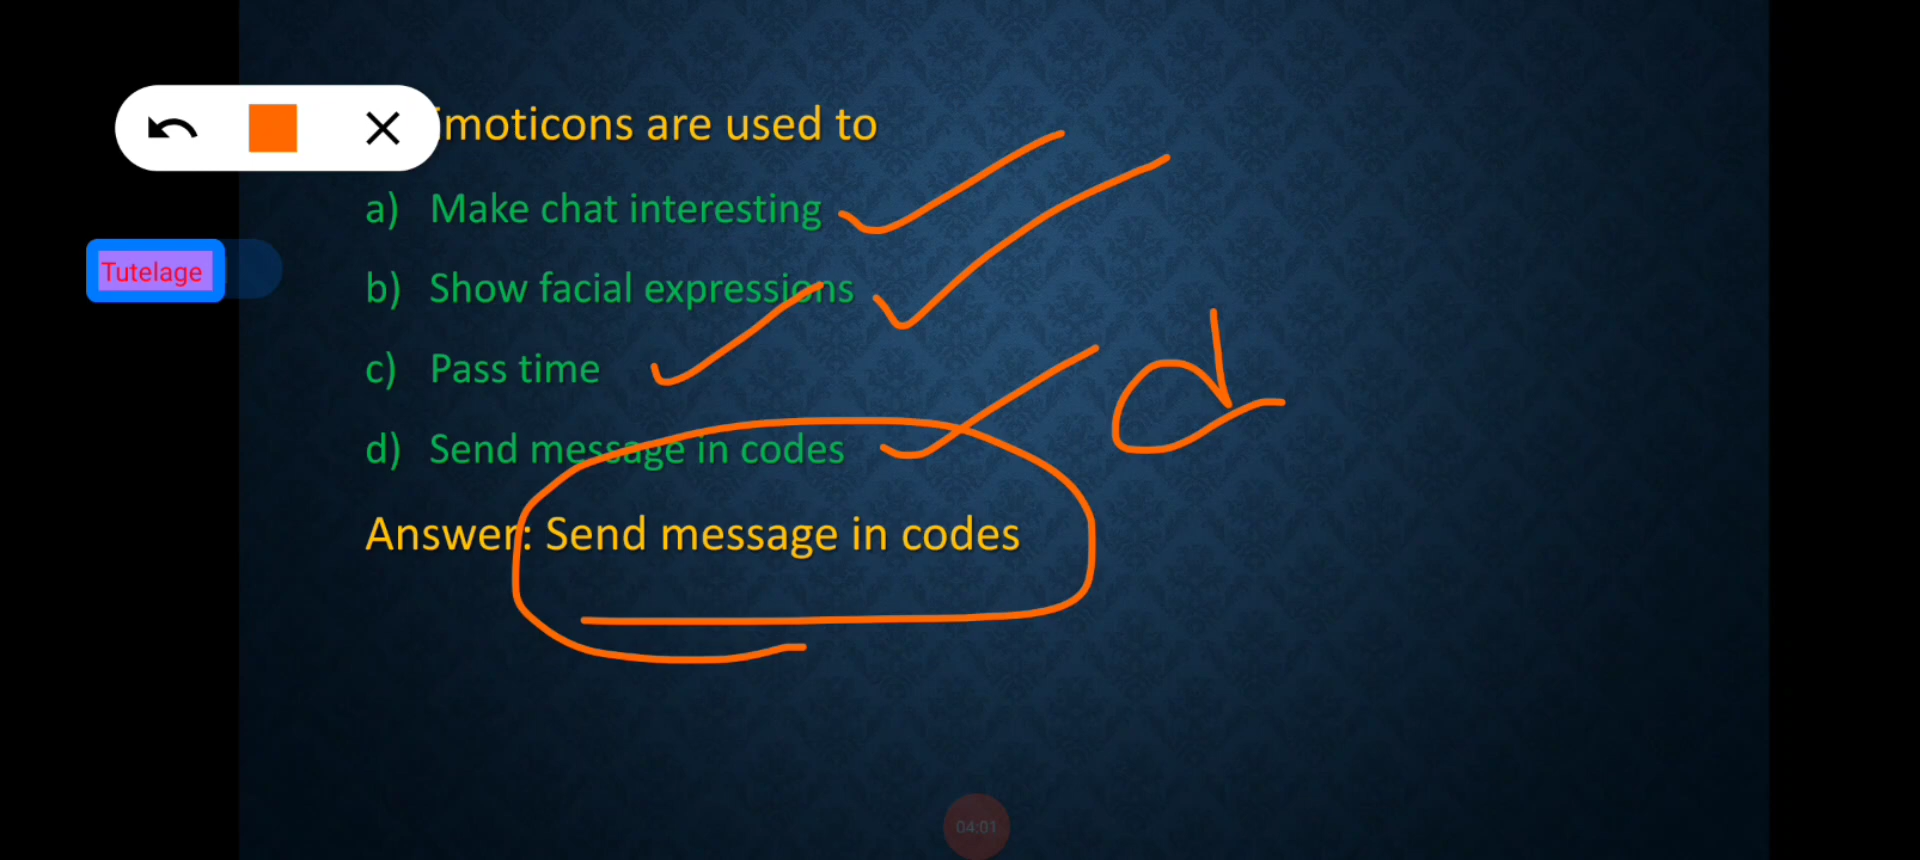 imoticons are used to
a) Make chat interesting
Tutelage
b) Show facial expressions
c) Pass time
d
d) Send message in codes
Answer: Send message in codes
04:01